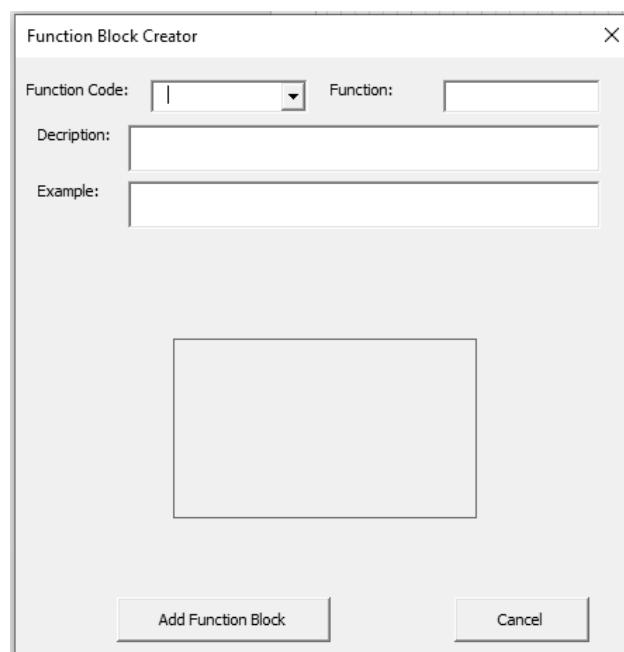 Function Block Creator
Function Code: Function:
Decription:
Example:
Add Function Block Cancel